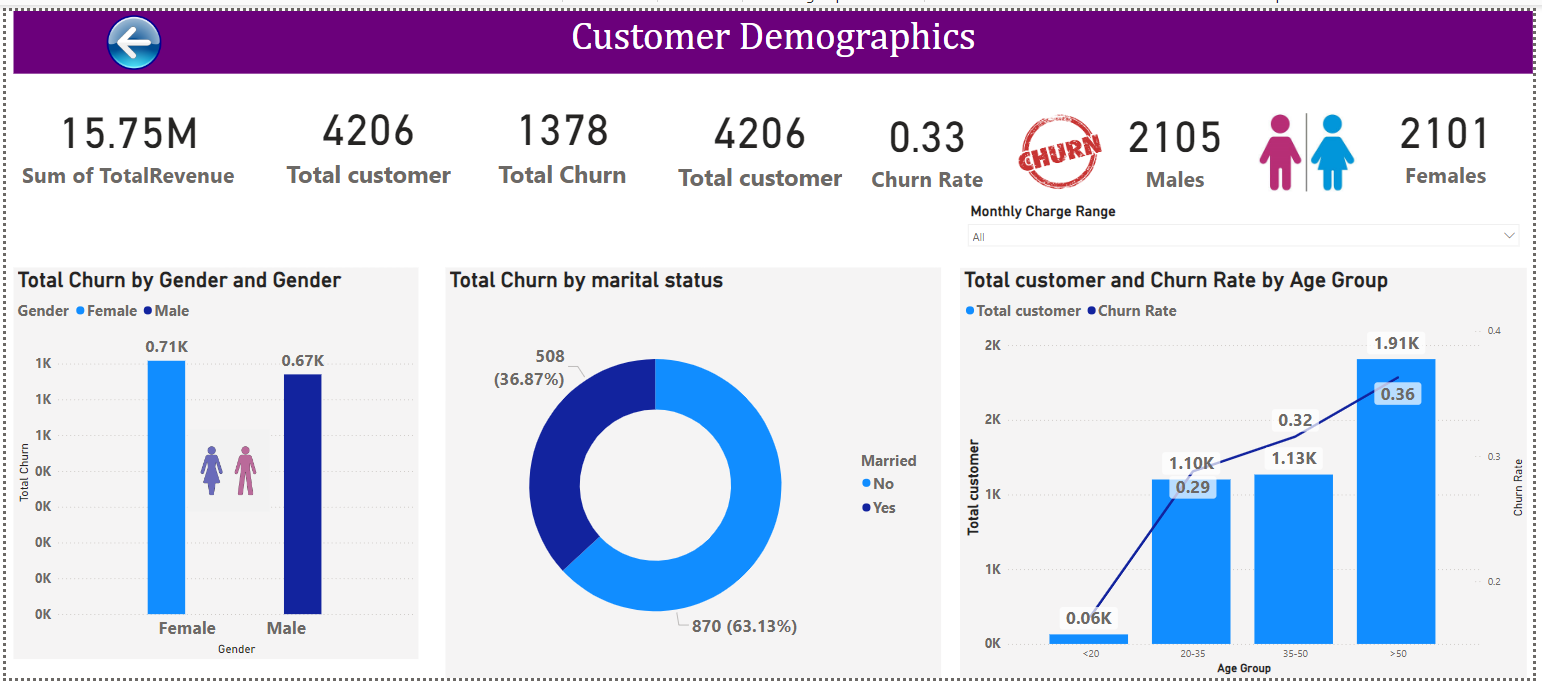 Customer Demographics
15.75M
Sum of TotalRevenue
4206
Total customer
1378
Total Churn
4206
Total customer
0.33
Churn Rate
CHURN
2105
Males
2101
Females
Monthly Charge Range
All
Total Churn by Gender and Gender
Gender Female Male
Total Churn
1K
1K
1K
0K
0K
0K
0K
0K
0.71K
0.67K
Female Male
Gender
Total Churn by marital status
508
(36.87%)
870 (63.13%)
Married
No
Yes
Total customer and Churn Rate by Age Group
Total customer Churn Rate
Total customer
2K
2K
1K
1K
0K
0.06K
1.10K
0.29
0.32
1.13K
1.91K
0.36
0.4
0.3
0.2
Churn Rate
<20 20-35 35-50 >50
Age Group